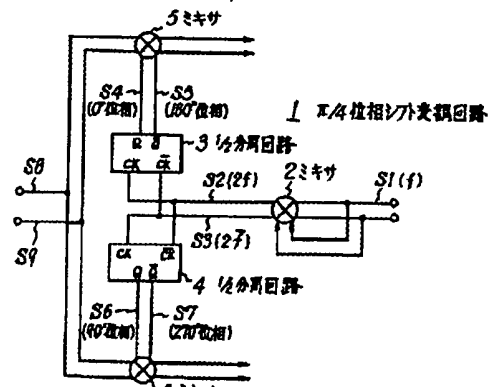 5 ミキサ
S4
(0°位相)
S5
(180°位相)
1 π/4位相シフト変調回路
Q Q̅
3 1/2分周回路
CK C̅K̅
2 ミキサ
S8
S2(2f)
S1(f)
S9
S3(2f̅)
CK C̅K̅
Q Q̅
4 1/2分周回路
S6
(90°位相)
S7
(270°位相)